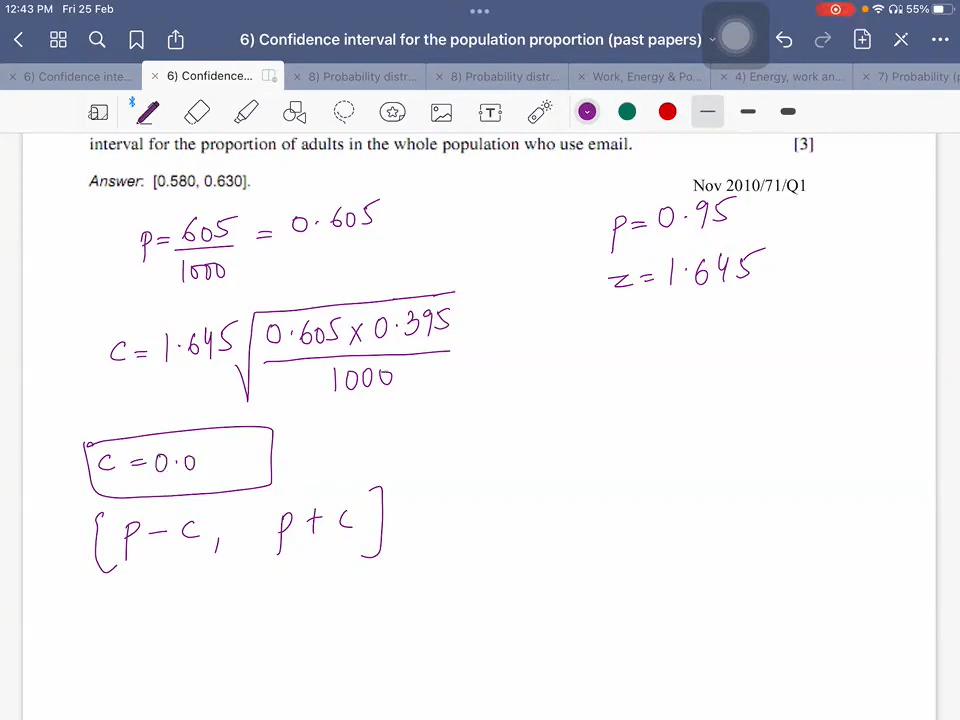 12:43 PM Fri 25 Feb
55%
6) Confidence interval for the population proportion (past papers)
6) Confidence inte...
6) Confidence...
8) Probability distr...
8) Probability distr...
Work, Energy & Po...
4) Energy, work an...
7) Probability (p
interval for the proportion of adults in the whole population who use email. [3]
Answer: [0.580, 0.630].
Nov 2010/71/Q1
p = 605/1000 = 0.605
p = 0.95
z = 1.645
c = 1.645 √(0.605 × 0.395 / 1000)
c = 0.0
[p - c, p + c]